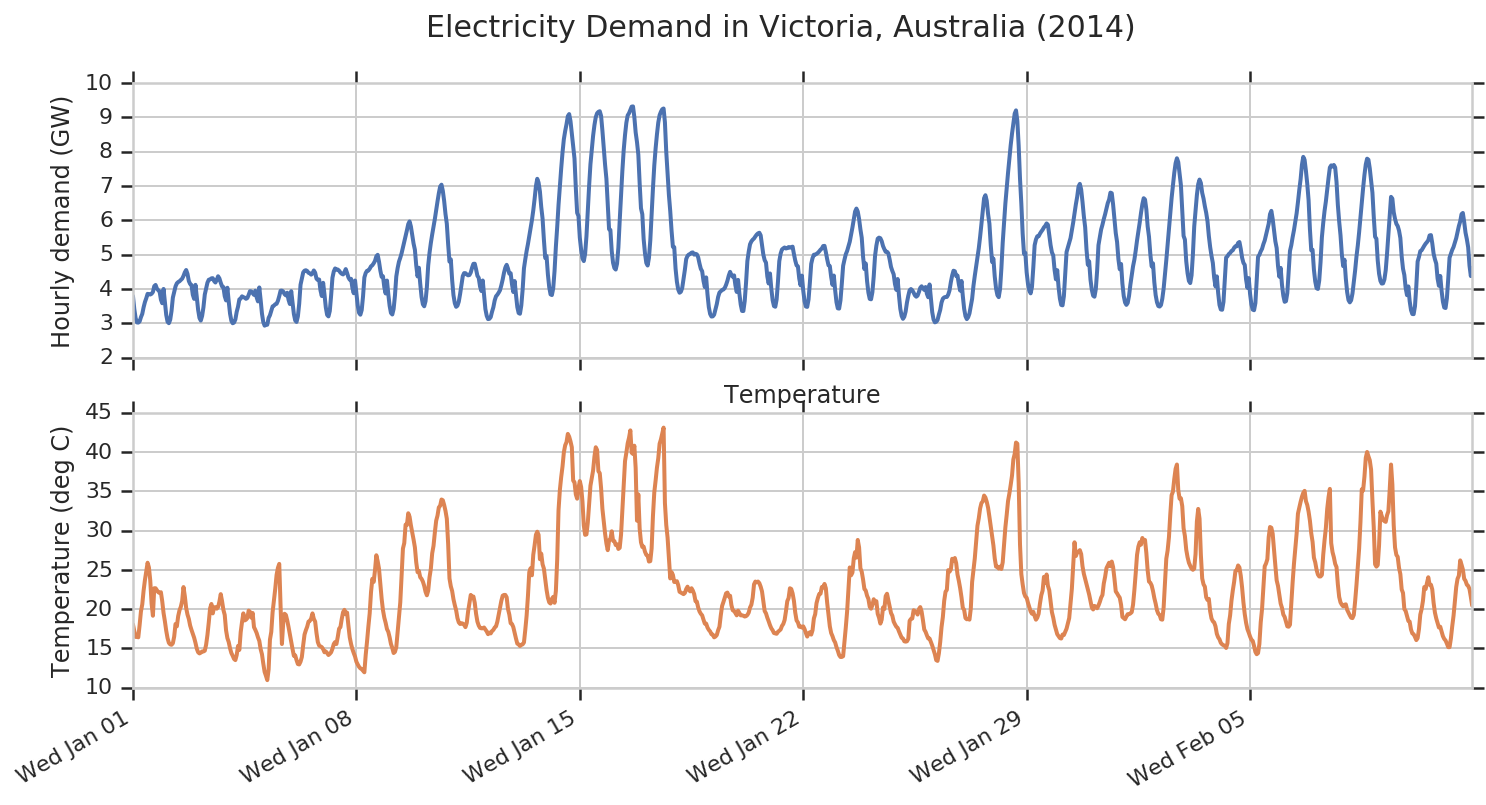 Electricity Demand in Victoria, Australia (2014)
Hourly demand (GW)
10
9
8
7
6
5
4
3
2
Temperature
Temperature (deg C)
45
40
35
30
25
20
15
10
Wed Jan 01
Wed Jan 08
Wed Jan 15
Wed Jan 22
Wed Jan 29
Wed Feb 05